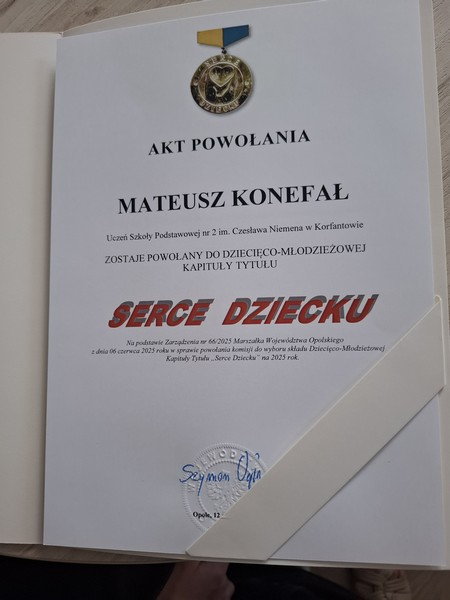 SERCE
DZIECKU
AKT POWOŁANIA
MATEUSZ KONEFAŁ
Uczeń Szkoły Podstawowej nr 2 im. Czesława Niemena w Korfantowie
ZOSTAJE POWOŁANY DO DZIECIĘCO-MŁODZIEŻOWEJ
KAPITUŁY TYTUŁU
SERCE DZIECKU
Na podstawie Zarządzenia nr 66/2025 Marszałka Województwa Opolskiego
z dnia 06 czerwca 2025 roku w sprawie powołania komisji do wyboru składu Dziecięco-Młodzieżowej
Kapituły Tytułu „Serce Dziecku" na 2025 rok.
Szymon
Opole, 12